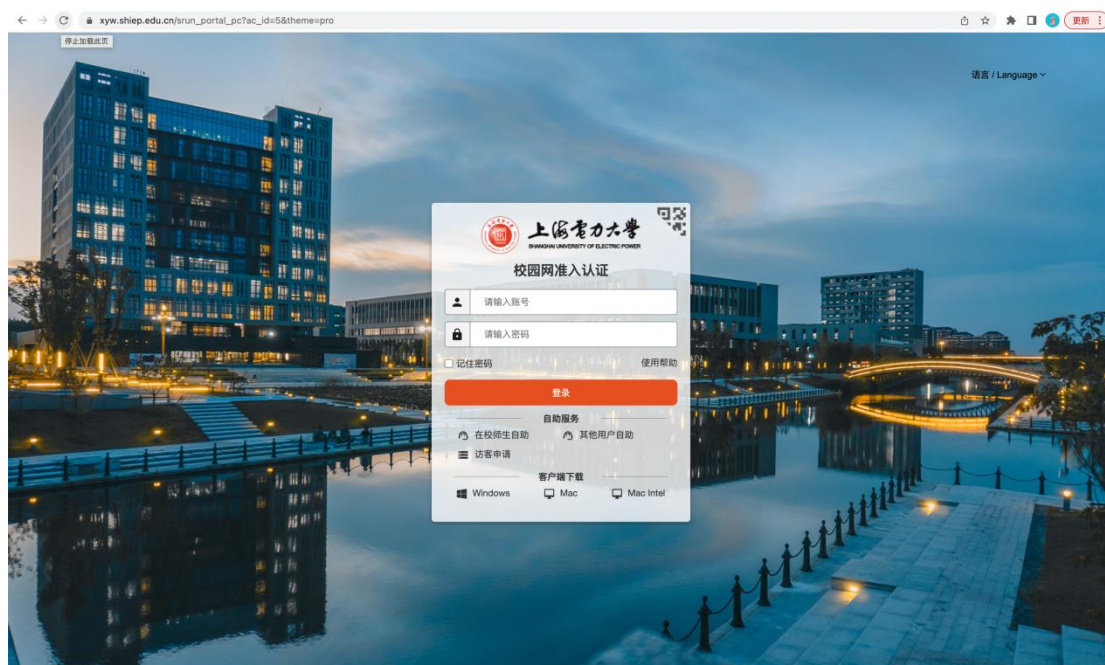 xyw.shiep.edu.cn/srun_portal_pc?ac_id=5&theme=pro
更新
停止加载此页
语言 / Language
上海電力大學
SHANGHAI UNIVERSITY OF ELECTRIC POWER
校园网准入认证
请输入账号
请输入密码
记住密码 使用帮助
登录
自助服务
在校师生自助 其他用户自助
访客申请
客户端下载
Windows Mac Mac Intel